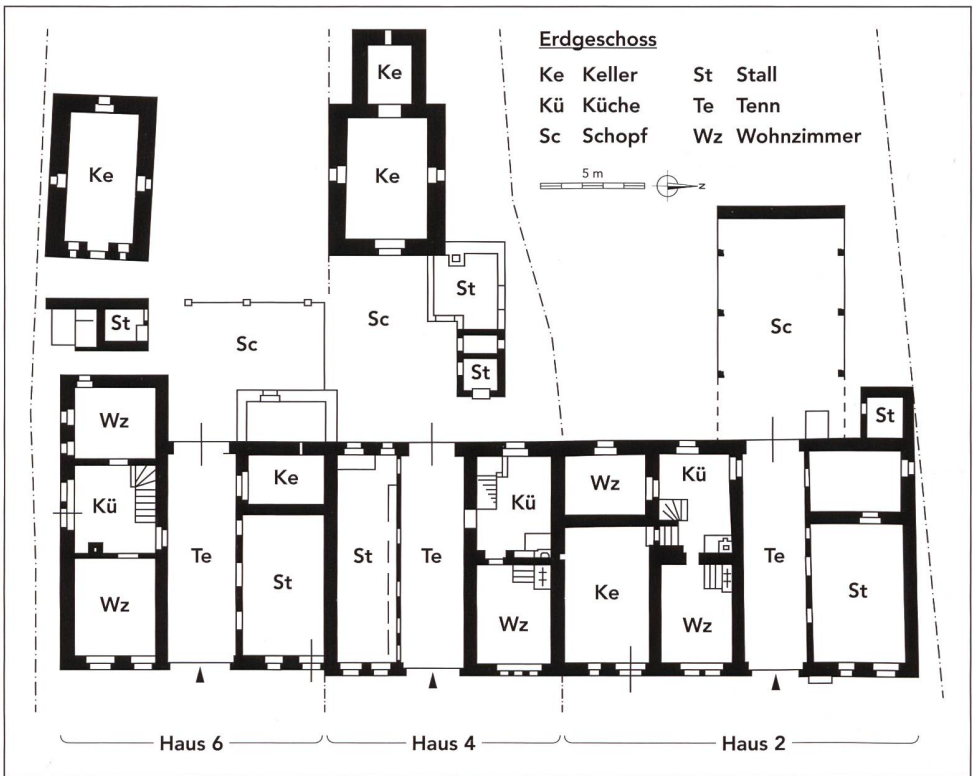 Erdgeschoss
Ke Keller St Stall
Kü Küche Te Tenn
Sc Schopf Wz Wohnzimmer
5 m
N
Ke
Ke
Ke
St
Sc
St
Sc
Sc
St
St
Wz
Kü
Te
Wz
Ke
St
St
Te
Kü
Wz
Wz
Kü
Ke
Wz
Te
St
Haus 6
Haus 4
Haus 2